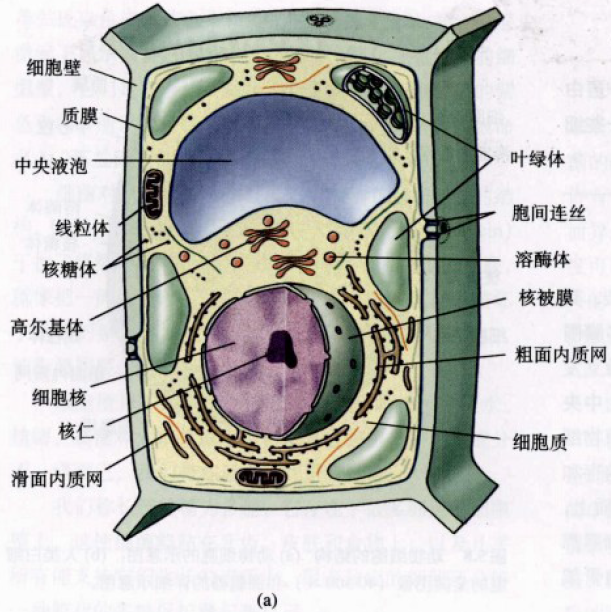 细胞壁
质膜
中央液泡
线粒体
核糖体
高尔基体
细胞核
核仁
滑面内质网
叶绿体
胞间连丝
溶酶体
核被膜
粗面内质网
细胞质
(a)